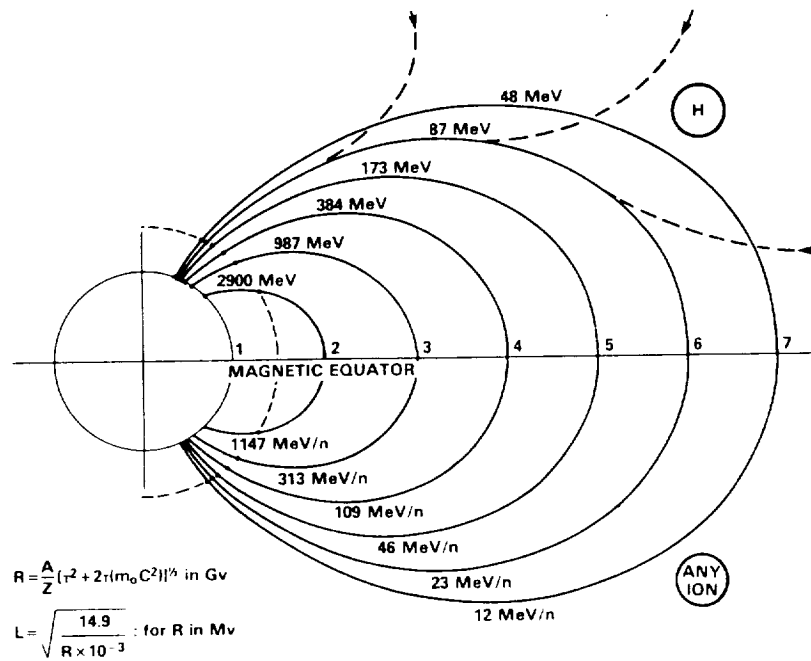 48 MeV
H
87 MeV
173 MeV
384 MeV
987 MeV
2900 MeV
1 2 3 4 5 6 7
MAGNETIC EQUATOR
1147 MeV/n
313 MeV/n
109 MeV/n
46 MeV/n
23 MeV/n
12 MeV/n
ANY
ION
R = A/Z [τ² + 2τ(m₀C²)]^½ in Gv
L = √(14.9 / R × 10⁻³) : for R in Mv